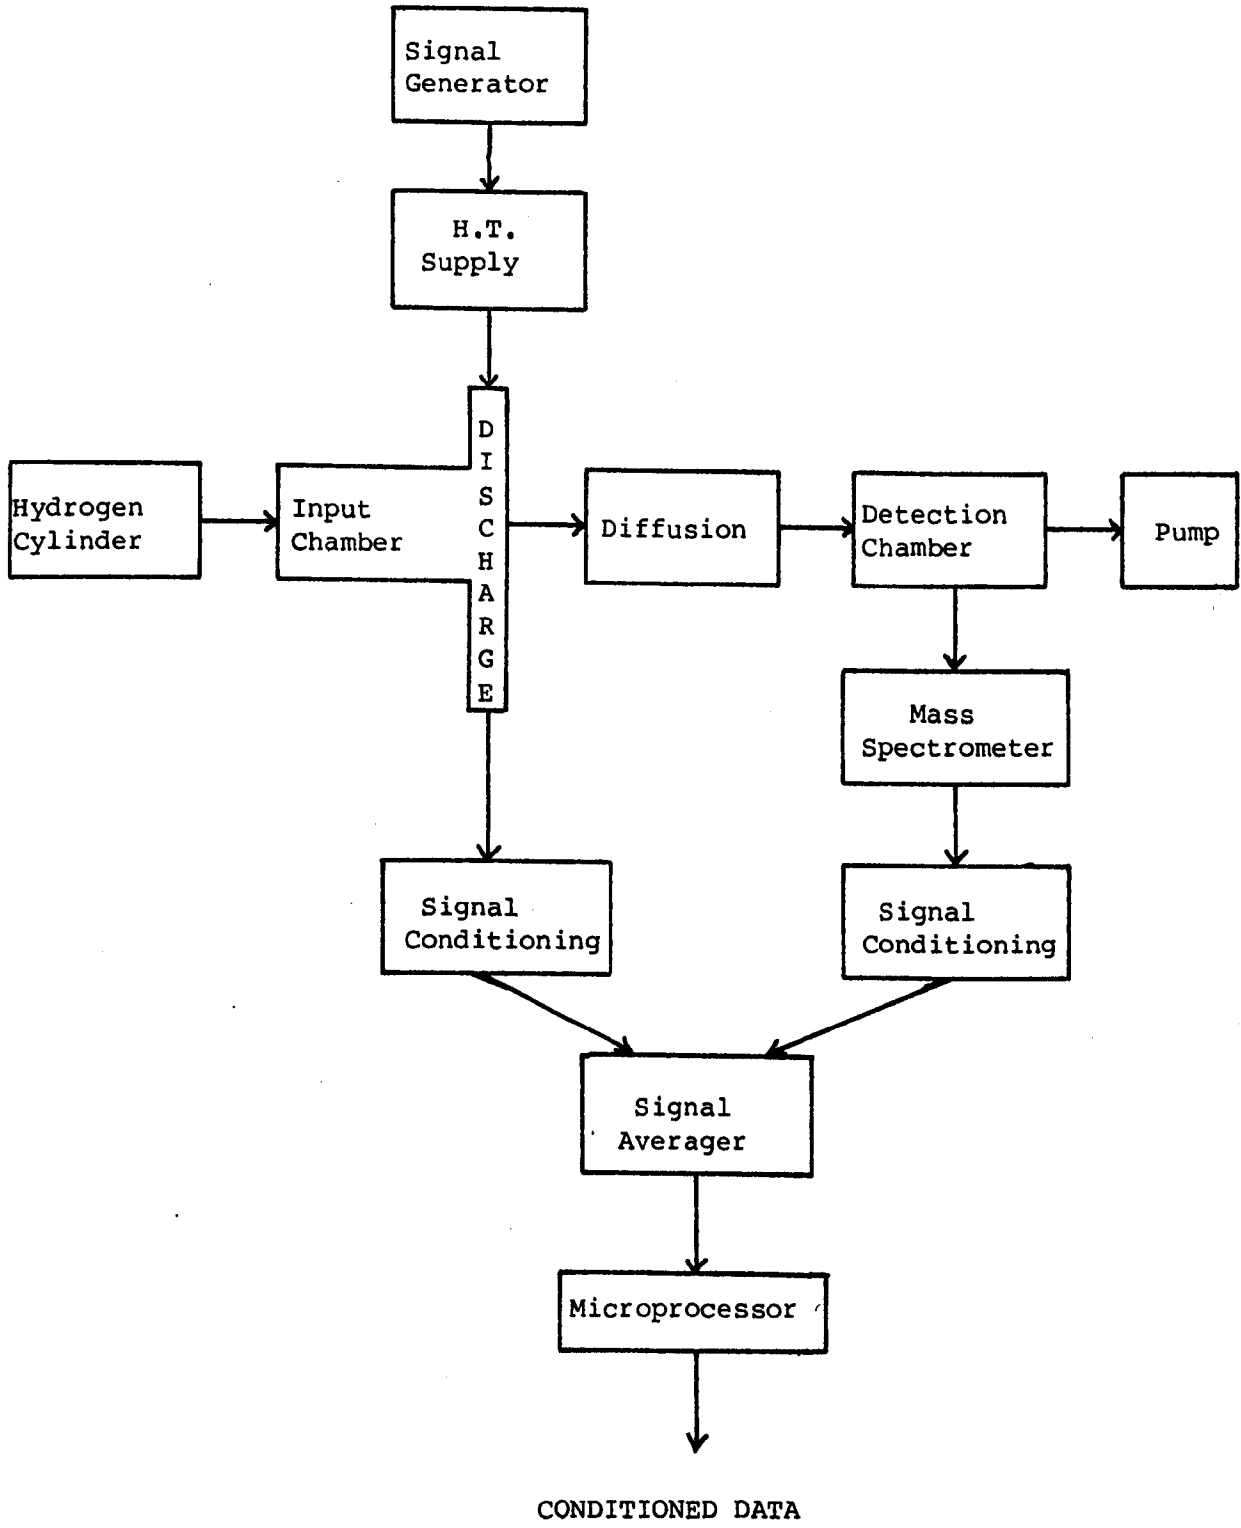 Signal
Generator
H.T.
Supply
DISCHARGE
Hydrogen
Cylinder
Input
Chamber
Diffusion
Detection
Chamber
Pump
Mass
Spectrometer
Signal
Conditioning
Signal
Conditioning
Signal
Averager
Microprocessor
CONDITIONED DATA